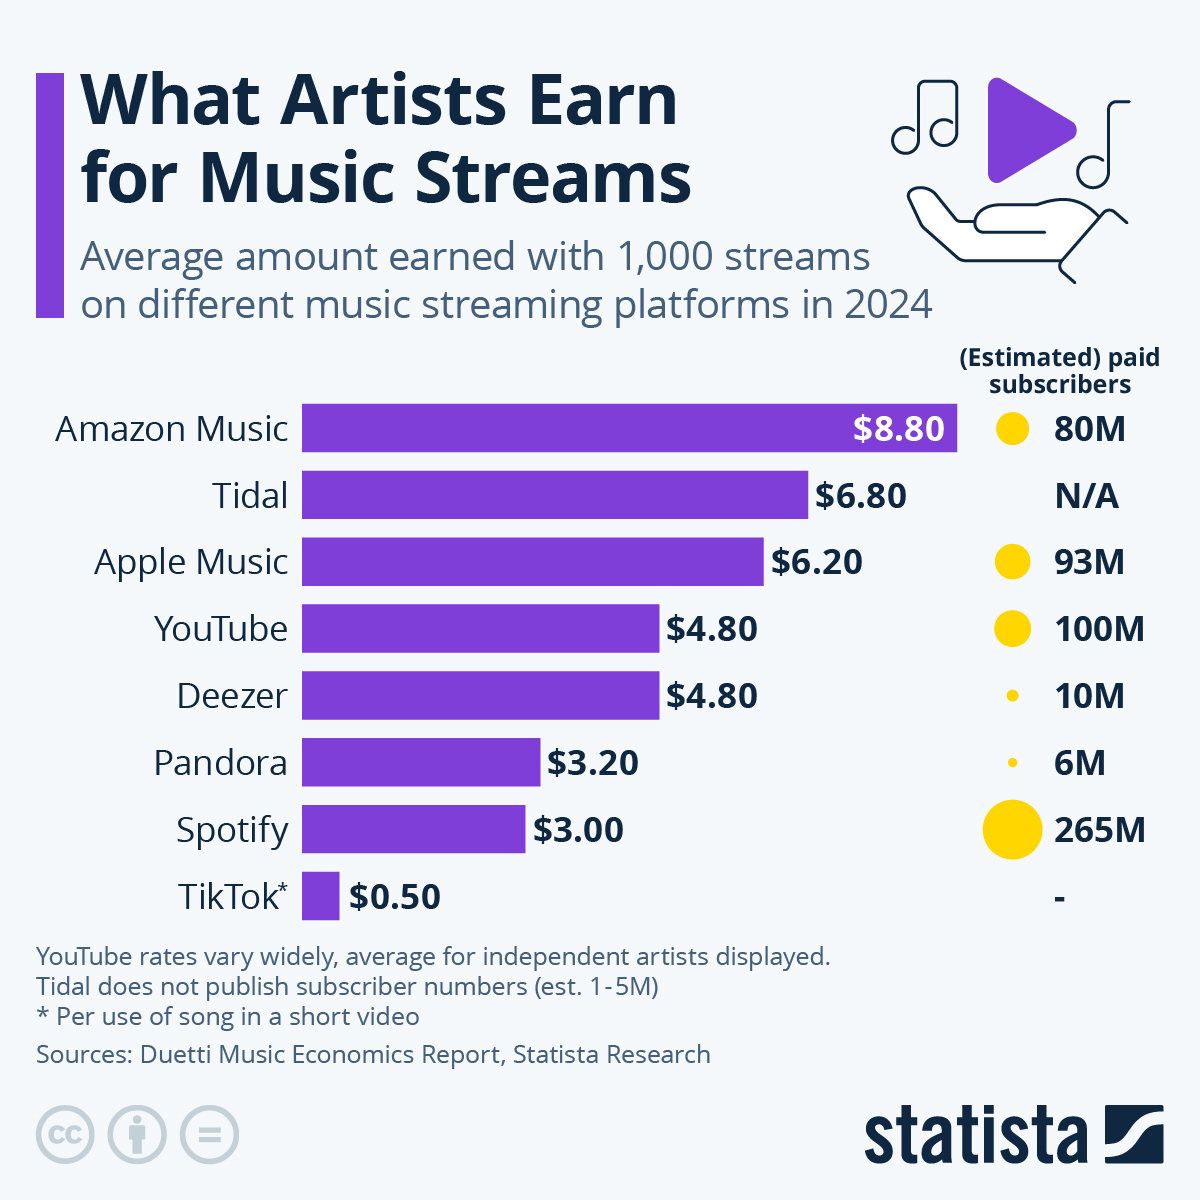 What Artists Earn
for Music Streams
Average amount earned with 1,000 streams
on different music streaming platforms in 2024
(Estimated) paid
subscribers
Amazon Music $8.80 80M
Tidal $6.80 N/A
Apple Music $6.20 93M
YouTube $4.80 100M
Deezer $4.80 10M
Pandora $3.20 6M
Spotify $3.00 265M
TikTok* $0.50 -
YouTube rates vary widely, average for independent artists displayed.
Tidal does not publish subscriber numbers (est. 1-5M)
* Per use of song in a short video
Sources: Duetti Music Economics Report, Statista Research
cc =
statista